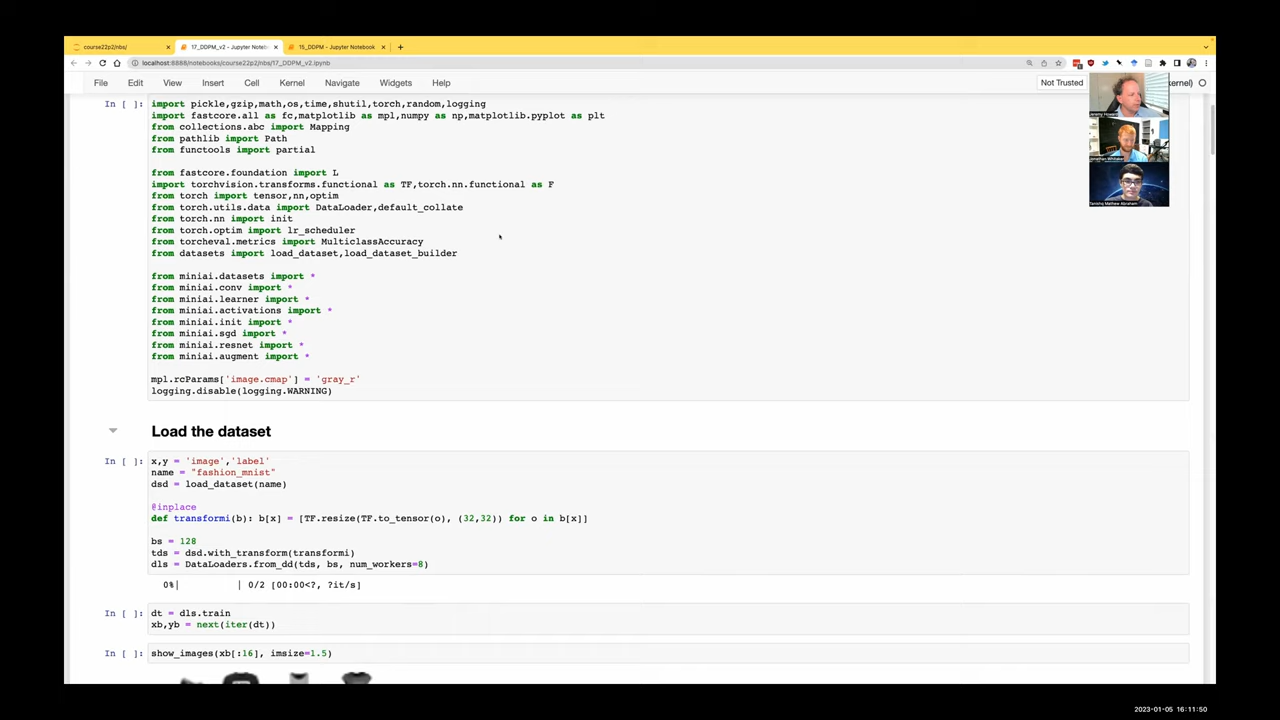 course22p2/nbs/
17_DDPM_v2 - Jupyter Notebo
15_DDPM - Jupyter Notebook
localhost:8888/notebooks/course22p2/nbs/17_DDPM_v2.ipynb
File Edit View Insert Cell Kernel Navigate Widgets Help
Not Trusted
kernel)
Jeremy Howard
Jonathan Whitaker
Tanishq Mathew Abraham
In [ ]: import pickle,gzip,math,os,time,shutil,torch,random,logging
import fastcore.all as fc,matplotlib as mpl,numpy as np,matplotlib.pyplot as plt
from collections.abc import Mapping
from pathlib import Path
from functools import partial
from fastcore.foundation import L
import torchvision.transforms.functional as TF,torch.nn.functional as F
from torch import tensor,nn,optim
from torch.utils.data import DataLoader,default_collate
from torch.nn import init
from torch.optim import lr_scheduler
from torcheval.metrics import MulticlassAccuracy
from datasets import load_dataset,load_dataset_builder
from miniai.datasets import *
from miniai.conv import *
from miniai.learner import *
from miniai.activations import *
from miniai.init import *
from miniai.sgd import *
from miniai.resnet import *
from miniai.augment import *
mpl.rcParams['image.cmap'] = 'gray_r'
logging.disable(logging.WARNING)
Load the dataset
In [ ]: x,y = 'image','label'
name = "fashion_mnist"
dsd = load_dataset(name)
@inplace
def transformi(b): b[x] = [TF.resize(TF.to_tensor(o), (32,32)) for o in b[x]]
bs = 128
tds = dsd.with_transform(transformi)
dls = DataLoaders.from_dd(tds, bs, num_workers=8)
0%| | 0/2 [00:00<?, ?it/s]
In [ ]: dt = dls.train
xb,yb = next(iter(dt))
In [ ]: show_images(xb[:16], imsize=1.5)
2023-01-05 16:11:50